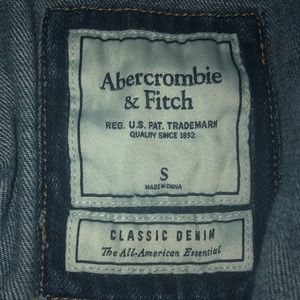 Abercrombie
& Fitch
REG. U.S. PAT. TRADEMARK
QUALITY SINCE 1892
S
MADE IN CHINA
CLASSIC DENIM
The All-American Essential